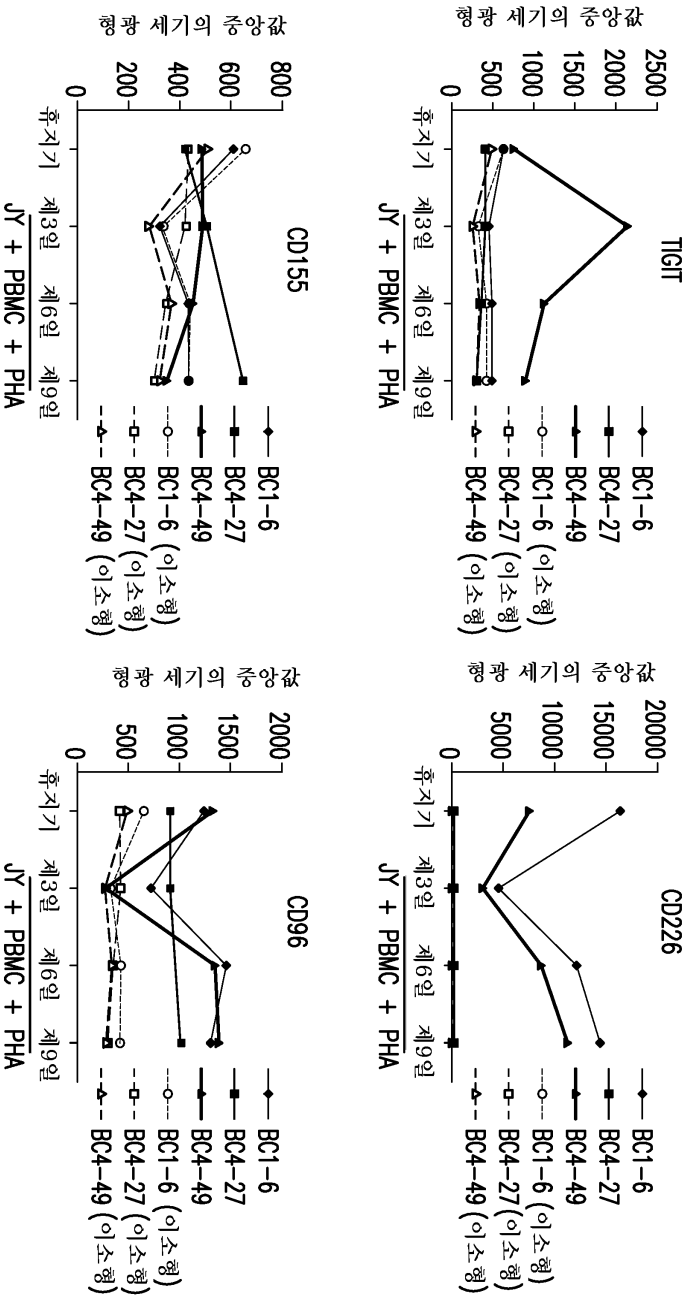 TIGIT
형광 세기의 중앙값
2500
2000
1500
1000
500
0
휴지기 제3일 제6일 제9일
JY + PBMC + PHA
BC1-6
BC4-27
BC4-49
BC1-6 (이소형)
BC4-27 (이소형)
BC4-49 (이소형)
CD226
형광 세기의 중앙값
20000
15000
10000
5000
0
휴지기 제3일 제6일 제9일
JY + PBMC + PHA
BC1-6
BC4-27
BC4-49
BC1-6 (이소형)
BC4-27 (이소형)
BC4-49 (이소형)
CD155
형광 세기의 중앙값
800
600
400
200
0
휴지기 제3일 제6일 제9일
JY + PBMC + PHA
BC1-6
BC4-27
BC4-49
BC1-6 (이소형)
BC4-27 (이소형)
BC4-49 (이소형)
CD96
형광 세기의 중앙값
2000
1500
1000
500
0
휴지기 제3일 제6일 제9일
JY + PBMC + PHA
BC1-6
BC4-27
BC4-49
BC1-6 (이소형)
BC4-27 (이소형)
BC4-49 (이소형)